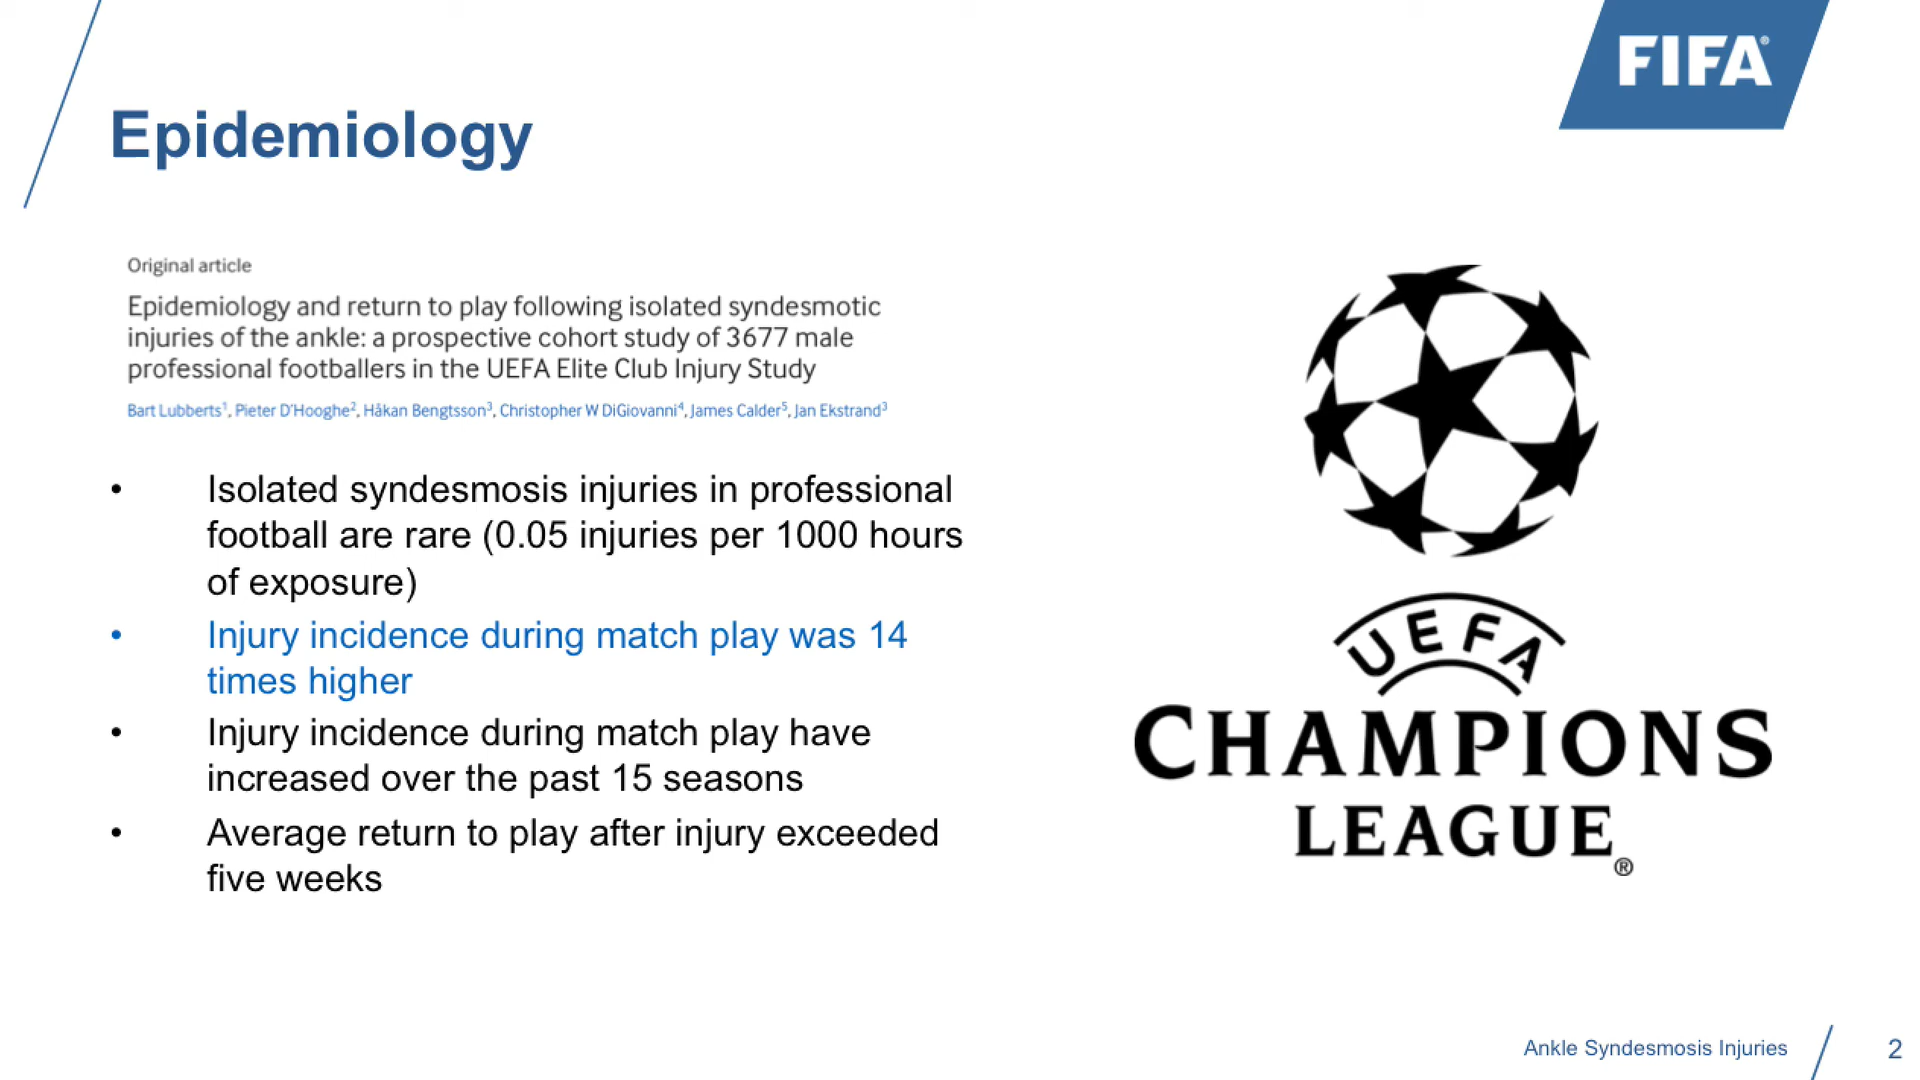 FIFA®
Epidemiology
Original article
Epidemiology and return to play following isolated syndesmotic
injuries of the ankle: a prospective cohort study of 3677 male
professional footballers in the UEFA Elite Club Injury Study
Bart Lubberts¹, Pieter D'Hooghe², Håkan Bengtsson³, Christopher W DiGiovanni⁴, James Calder⁵, Jan Ekstrand³
• Isolated syndesmosis injuries in professional
football are rare (0.05 injuries per 1000 hours
of exposure)
• Injury incidence during match play was 14
times higher
• Injury incidence during match play have
increased over the past 15 seasons
• Average return to play after injury exceeded
five weeks
UEFA
CHAMPIONS
LEAGUE®
Ankle Syndesmosis Injuries
2